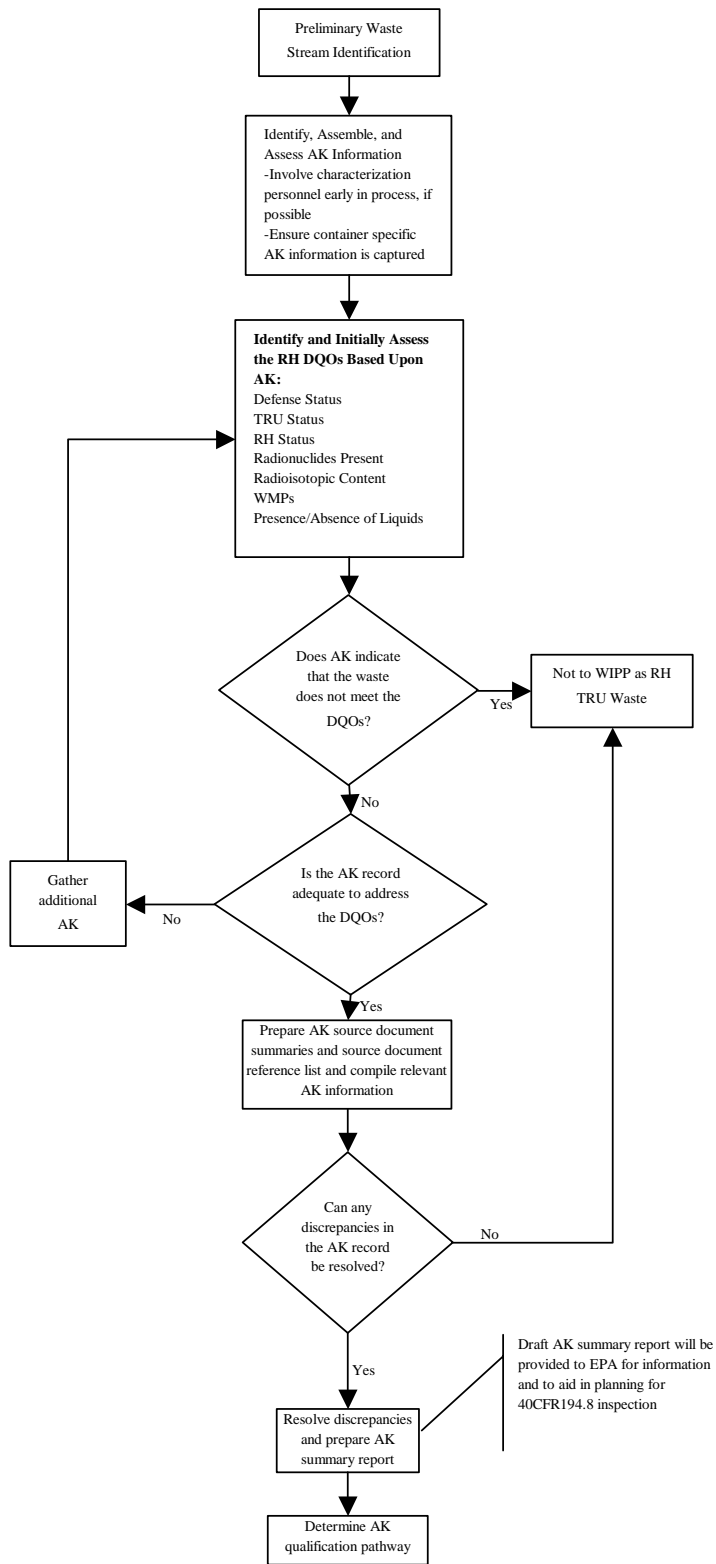 Preliminary Waste
Stream Identification
Identify, Assemble, and
Assess AK Information
-Involve characterization
personnel early in process, if
possible
-Ensure container specific
AK information is captured
Identify and Initially Assess
the RH DQOs Based Upon
AK:
Defense Status
TRU Status
RH Status
Radionuclides Present
Radioisotopic Content
WMPs
Presence/Absence of Liquids
Does AK indicate
that the waste
does not meet the
DQOs?
Yes
Not to WIPP as RH
TRU Waste
No
Is the AK record
adequate to address
the DQOs?
No
Gather
additional
AK
Yes
Prepare AK source document
summaries and source document
reference list and compile relevant
AK information
Can any
discrepancies in
the AK record
be resolved?
No
Yes
Draft AK summary report will be
provided to EPA for information
and to aid in planning for
40CFR194.8 inspection
Resolve discrepancies
and prepare AK
summary report
Determine AK
qualification pathway